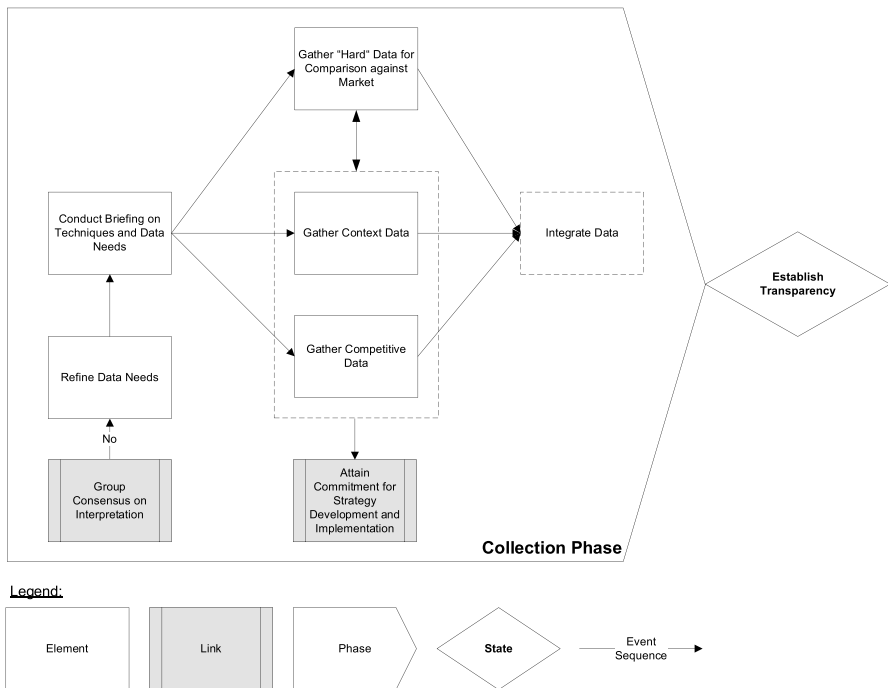 Gather “Hard“ Data for
Comparison against
Market
Conduct Briefing on
Techniques and Data
Needs
Gather Context Data
Integrate Data
Establish
Transparency
Gather Competitive
Data
Refine Data Needs
No
Group
Consensus on
Interpretation
Attain
Commitment for
Strategy
Development and
Implementation
Collection Phase
Legend:
Element
Link
Phase
State
Event
Sequence